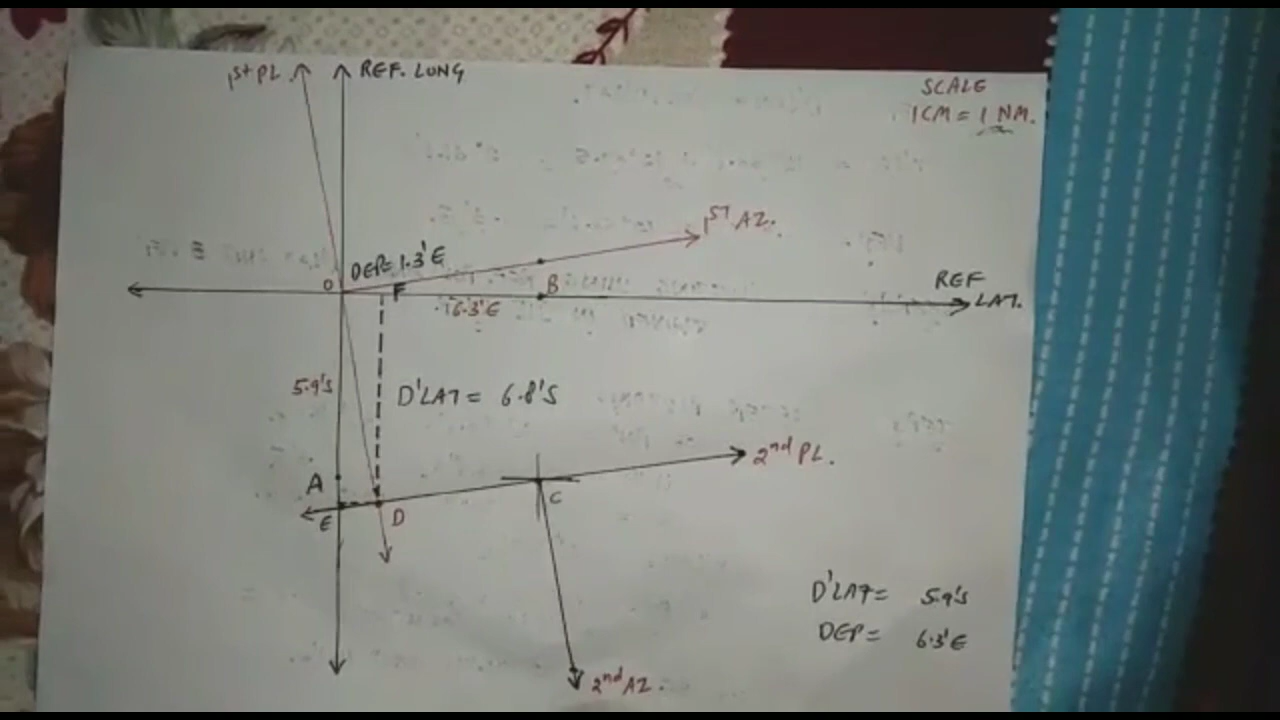 1st PL.
REF. LONG
SCALE
1CM = 1 NM.
1ST AZ.
DEP=1.3'E
O
F
B
REF
LAT.
6.3'E
5.9'S
D'LAT = 6.8'S
A
2nd PL.
C
E
D
D'LAT = 5.9'S
DEP = 6.3'E
2nd AZ.